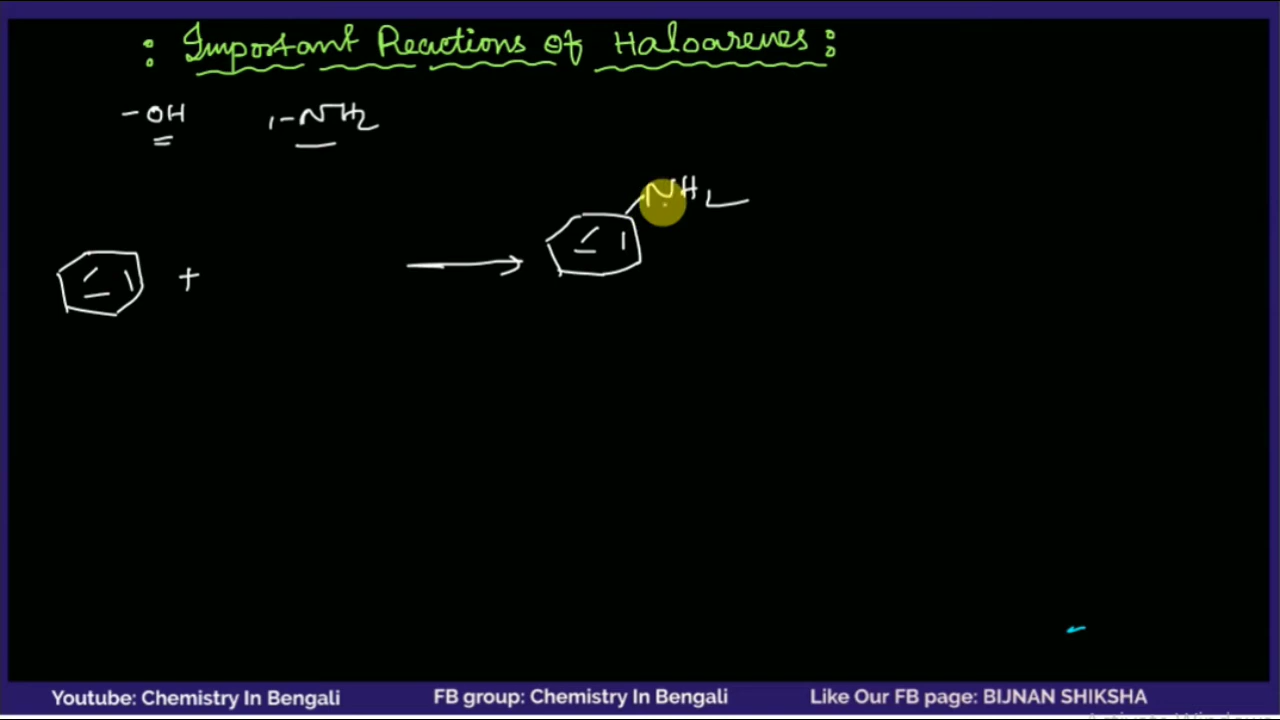 : Important Reactions of Haloarenes :
-OH , -NH2
NH
+
Youtube: Chemistry In Bengali FB group: Chemistry In Bengali Like Our FB page: BIJNAN SHIKSHA